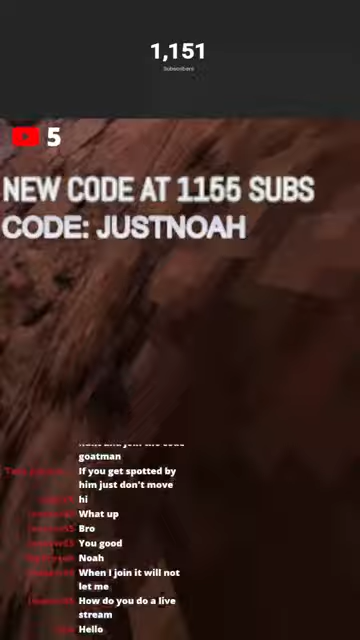 1,151
Subscribers
5
NEW CODE AT 1155 SUBS
CODE: JUSTNOAH
goatman
If you get spotted by
him just don't move
hi
What up
Bro
You good
Noah
When I join it will not
let me
How do you do a live
stream
Hello